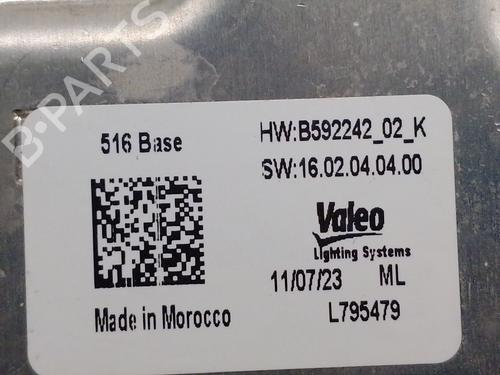 B-PARTS
516 Base
HW:B592242_02_K
SW:16.02.04.04.00
Valeo
Lighting Systems
11/07/23 ML
Made in Morocco
L795479